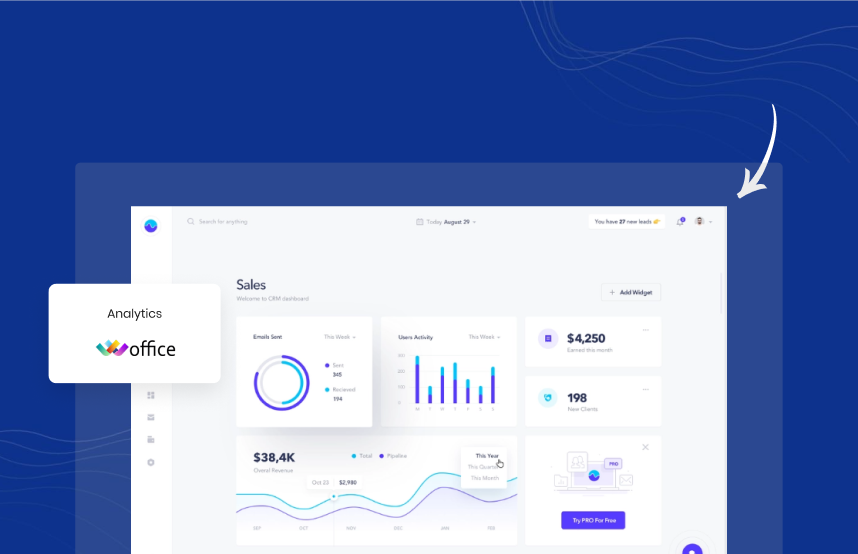 Search for anything
Today August 29
You have 27 new leads 👉
Analytics
Woffice
Sales
Welcome to CRM dashboard
+ Add Widget
Emails Sent
This Week
Sent
345
Recieved
194
Users Activity
This Week
300
200
100
0
M T W T F S S
$4,250
Earned this month
198
New Clients
$38,4K
Overal Revenue
Total
Pipeline
This Year
This Quarter
This Month
Oct 23 $2,980
SEP OCT NOV DEC JAN FEB
PRO
Try PRO For Free